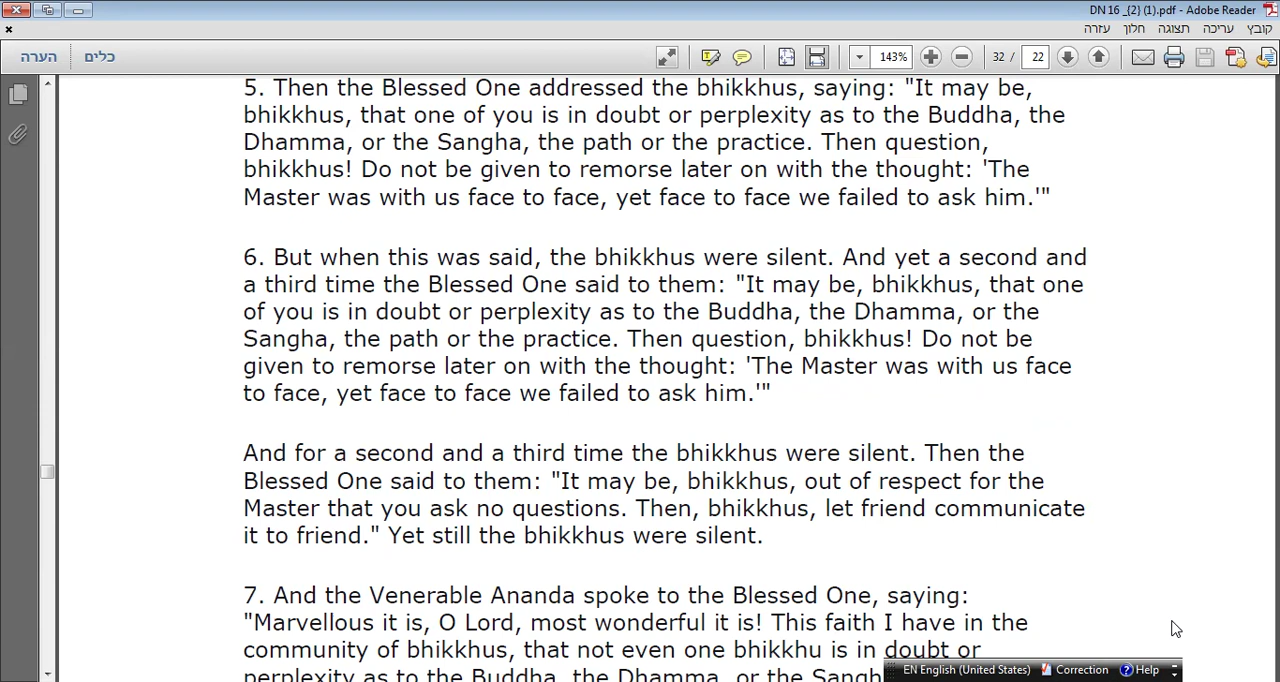 DN 16 _{2} (1).pdf - Adobe Reader
קובץ עריכה תצוגה חלון עזרה
כלים הערה
143% 32 / 22
5. Then the Blessed One addressed the bhikkhus, saying: "It may be,
bhikkhus, that one of you is in doubt or perplexity as to the Buddha, the
Dhamma, or the Sangha, the path or the practice. Then question,
bhikkhus! Do not be given to remorse later on with the thought: 'The
Master was with us face to face, yet face to face we failed to ask him.'"
6. But when this was said, the bhikkhus were silent. And yet a second and
a third time the Blessed One said to them: "It may be, bhikkhus, that one
of you is in doubt or perplexity as to the Buddha, the Dhamma, or the
Sangha, the path or the practice. Then question, bhikkhus! Do not be
given to remorse later on with the thought: 'The Master was with us face
to face, yet face to face we failed to ask him.'"
And for a second and a third time the bhikkhus were silent. Then the
Blessed One said to them: "It may be, bhikkhus, out of respect for the
Master that you ask no questions. Then, bhikkhus, let friend communicate
it to friend." Yet still the bhikkhus were silent.
7. And the Venerable Ananda spoke to the Blessed One, saying:
"Marvellous it is, O Lord, most wonderful it is! This faith I have in the
community of bhikkhus, that not even one bhikkhu is in doubt or
perplexity as to the Buddha, the Dhamma, or the Sangh
EN English (United States) Correction Help